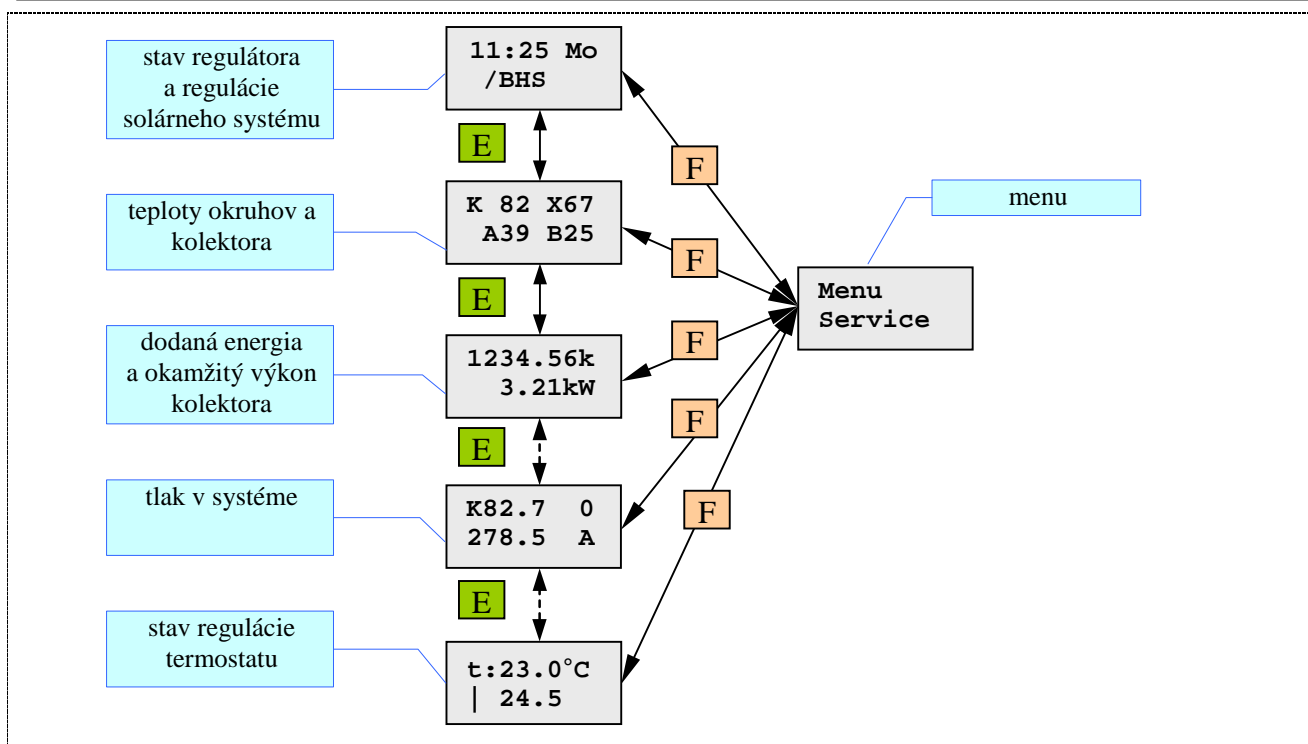 stav regulátora
a regulácie
solárneho systému
11:25 Mo
/BHS
E
F
teploty okruhov a
kolektora
K 82 X67
A39 B25
F
menu
E
Menu
Service
dodaná energia
a okamžitý výkon
kolektora
1234.56k
3.21kW
F
E
F
tlak v systéme
K82.7 0
278.5 A
F
E
stav regulácie
termostatu
t:23.0°C
| 24.5